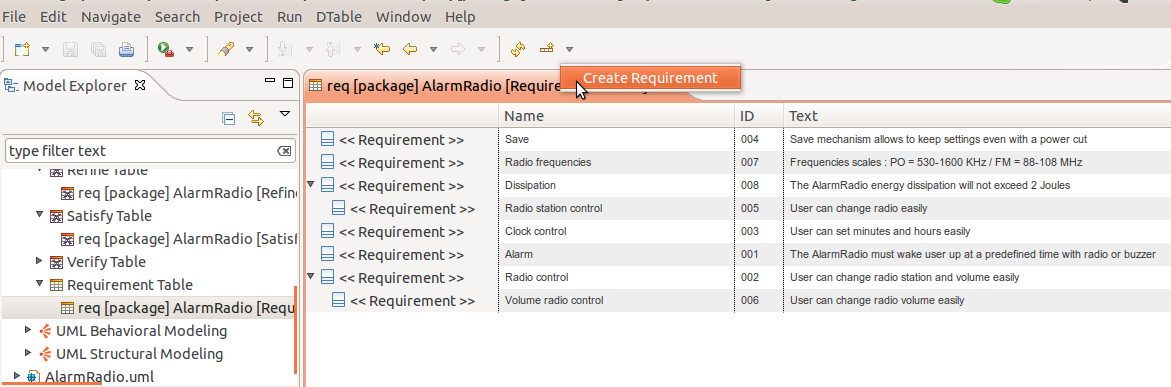 File Edit Navigate Search Project Run DTable Window Help
Model Explorer
type filter text
Refine Table
req [package] AlarmRadio [Refin
Satisfy Table
req [package] AlarmRadio [Satisf
Verify Table
Requirement Table
req [package] AlarmRadio [Requ
UML Behavioral Modeling
UML Structural Modeling
AlarmRadio.uml
Create Requirement
req [package] AlarmRadio [Require
Name ID Text
<< Requirement >> Save 004 Save mechanism allows to keep settings even with a power cut
<< Requirement >> Radio frequencies 007 Frequencies scales : PO = 530-1600 KHz / FM = 88-108 MHz
<< Requirement >> Dissipation 008 The AlarmRadio energy dissipation will not exceed 2 Joules
<< Requirement >> Radio station control 005 User can change radio easily
<< Requirement >> Clock control 003 User can set minutes and hours easily
<< Requirement >> Alarm 001 The AlarmRadio must wake user up at a predefined time with radio or buzzer
<< Requirement >> Radio control 002 User can change radio station and volume easily
<< Requirement >> Volume radio control 006 User can change radio volume easily